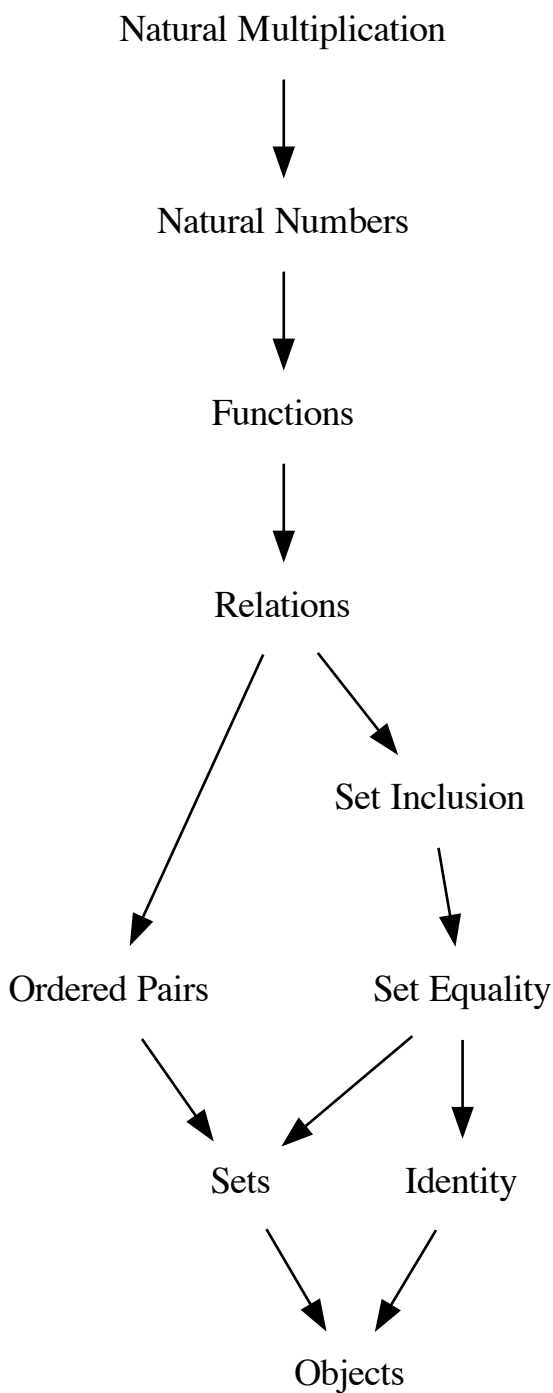 Natural Multiplication
Natural Numbers
Functions
Relations
Set Inclusion
Ordered Pairs
Set Equality
Sets
Identity
Objects